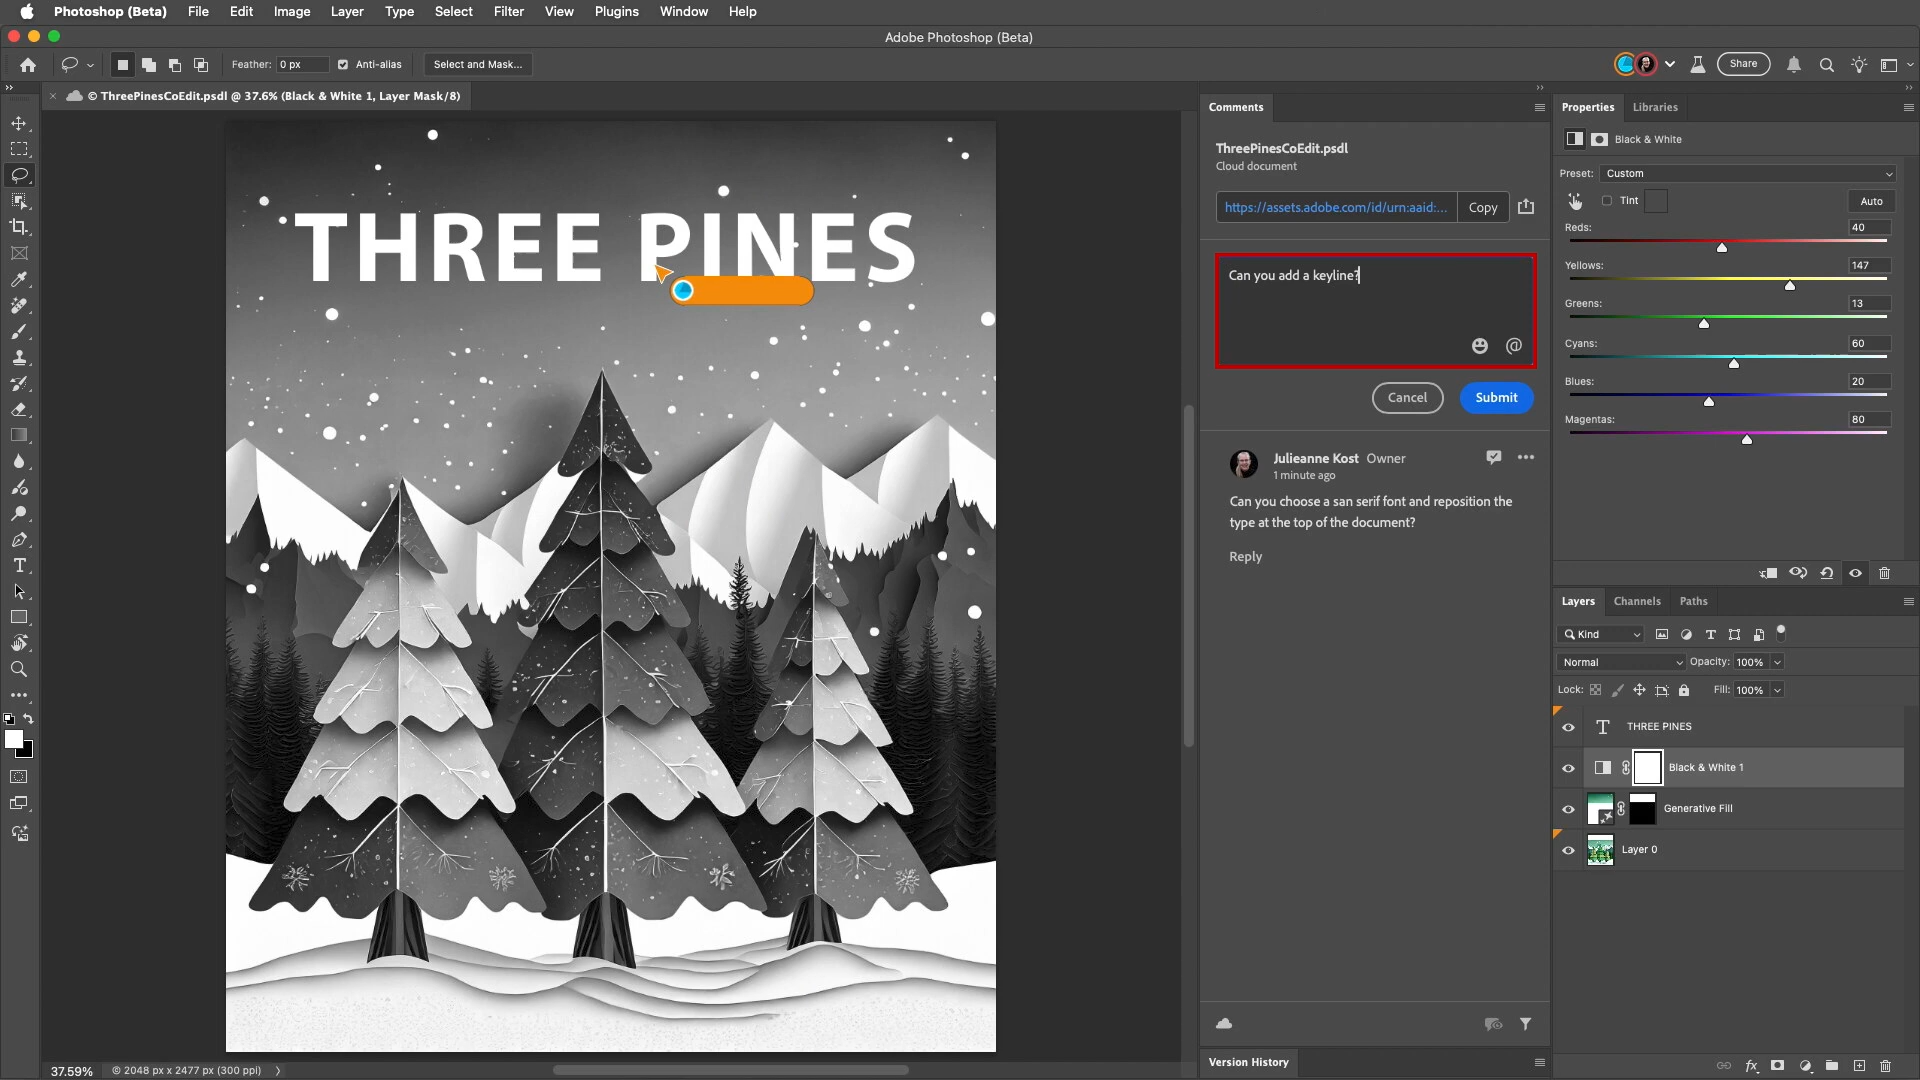 Photoshop (Beta) File Edit Image Layer Type Select Filter View Plugins Window Help
Adobe Photoshop (Beta)
Feather: 0 px Anti-alias Select and Mask... Share
© ThreePinesCoEdit.psdl @ 37.6% (Black & White 1, Layer Mask/8)
THREE PINES
37.59% © 2048 px x 2477 px (300 ppi)
Comments
ThreePinesCoEdit.psdl
Cloud document
https://assets.adobe.com/id/urn:aaid:... Copy
Can you add a keyline?
Cancel Submit
Julieanne Kost Owner
1 minute ago
Can you choose a san serif font and reposition the
type at the top of the document?
Reply
Version History
Properties Libraries
Black & White
Preset: Custom
Tint Auto
Reds: 40
Yellows: 147
Greens: 13
Cyans: 60
Blues: 20
Magentas: 80
Layers Channels Paths
Kind
Normal Opacity: 100%
Lock: Fill: 100%
THREE PINES
Black & White 1
Generative Fill
Layer 0